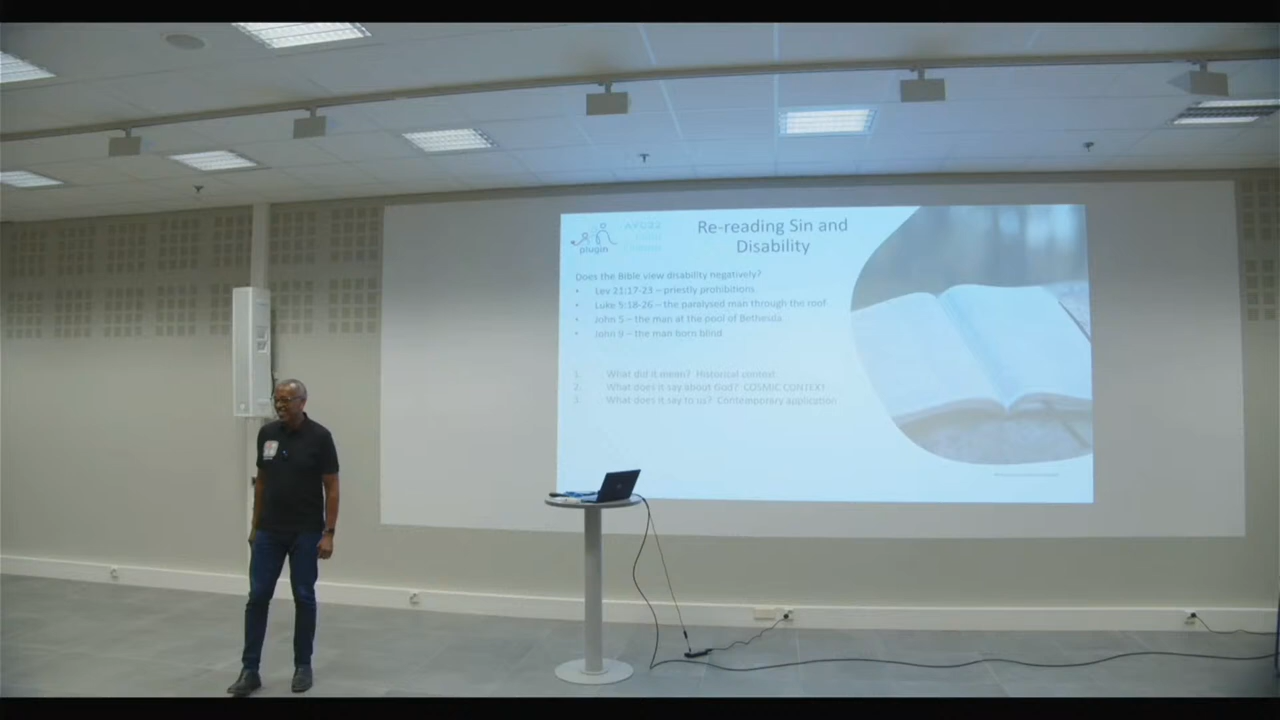 plugin
Re-reading Sin and
Disability
Does the Bible view disability negatively?
• Lev 21:17-23 – priestly prohibitions
• Luke 5:18-26 – the paralysed man through the roof
• John 5 – the man at the pool of Bethesda
• John 9 – the man born blind
1. What did it mean? Historical context
2. What does it say about God? COSMIC CONTEXT
3. What does it say to us? Contemporary application